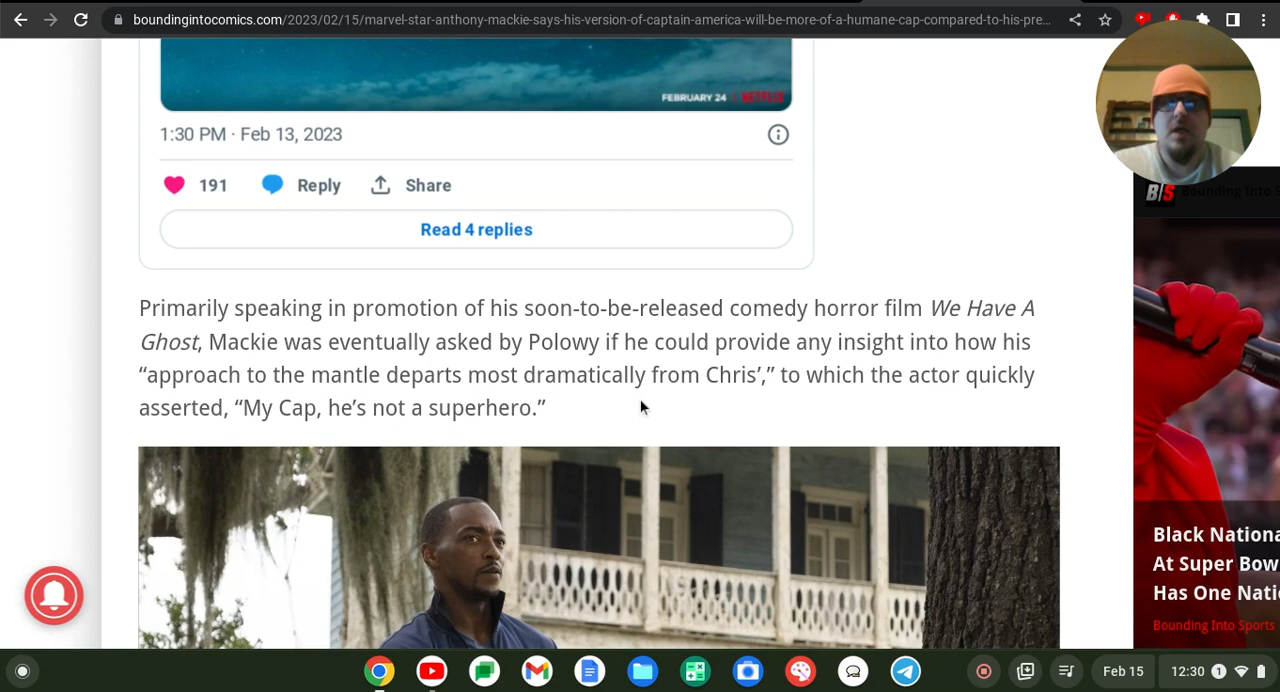 boundingintocomics.com/2023/02/15/marvel-star-anthony-mackie-says-his-version-of-captain-america-will-be-more-of-a-humane-cap-compared-to-his-pre...
FEBRUARY 24 | NETFLIX
1:30 PM · Feb 13, 2023
191 Reply Share
Read 4 replies
B/S Bounding Into S
Primarily speaking in promotion of his soon-to-be-released comedy horror film We Have A
Ghost, Mackie was eventually asked by Polowy if he could provide any insight into how his
“approach to the mantle departs most dramatically from Chris’,” to which the actor quickly
asserted, “My Cap, he’s not a superhero.”
Black Nationa
At Super Bow
Has One Natio
Bounding Into Sports
Feb 15 12:30 1